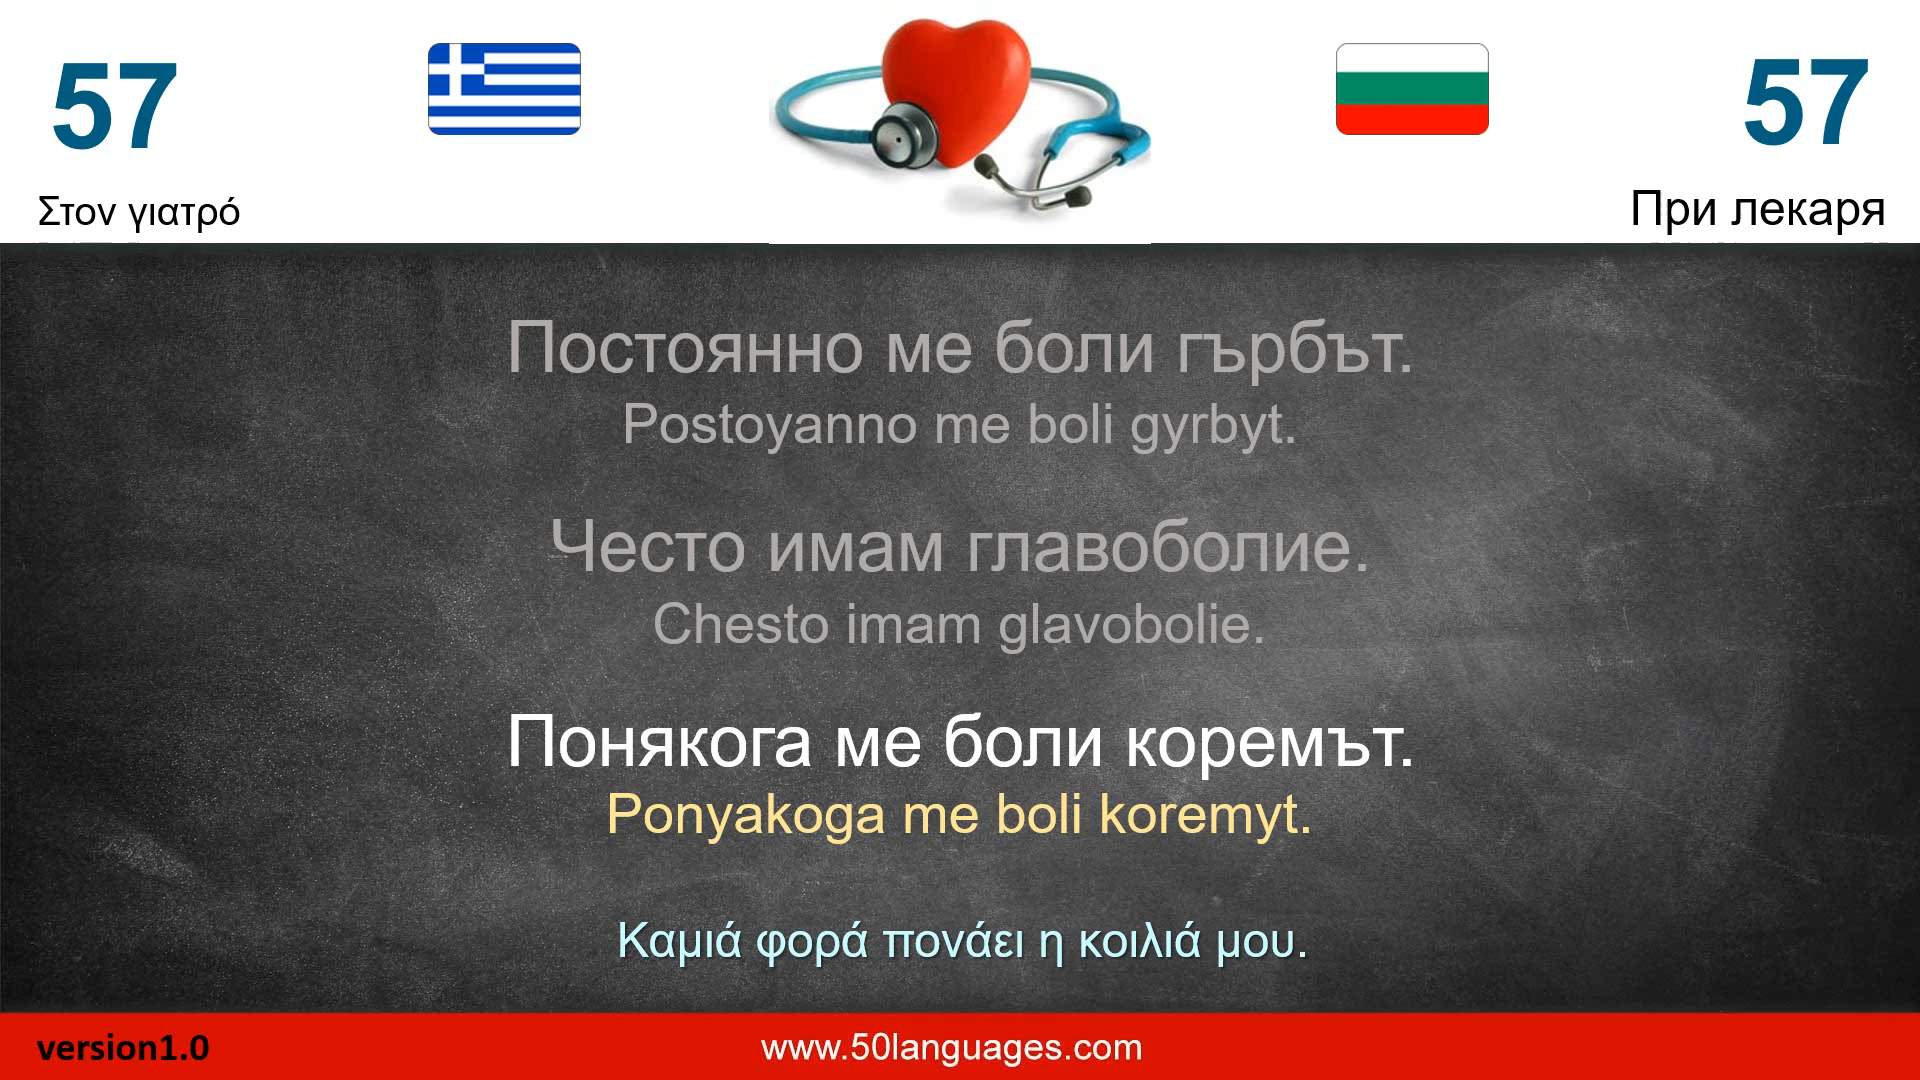 57
57
Στον γιατρό
При лекаря
Постоянно ме боли гърбът.
Postoyanno me boli gyrbyt.
Често имам главоболие.
Chesto imam glavobolie.
Понякога ме боли коремът.
Ponyakoga me boli koremyt.
Καμιά φορά πονάει η κοιλιά μου.
version1.0
www.50languages.com